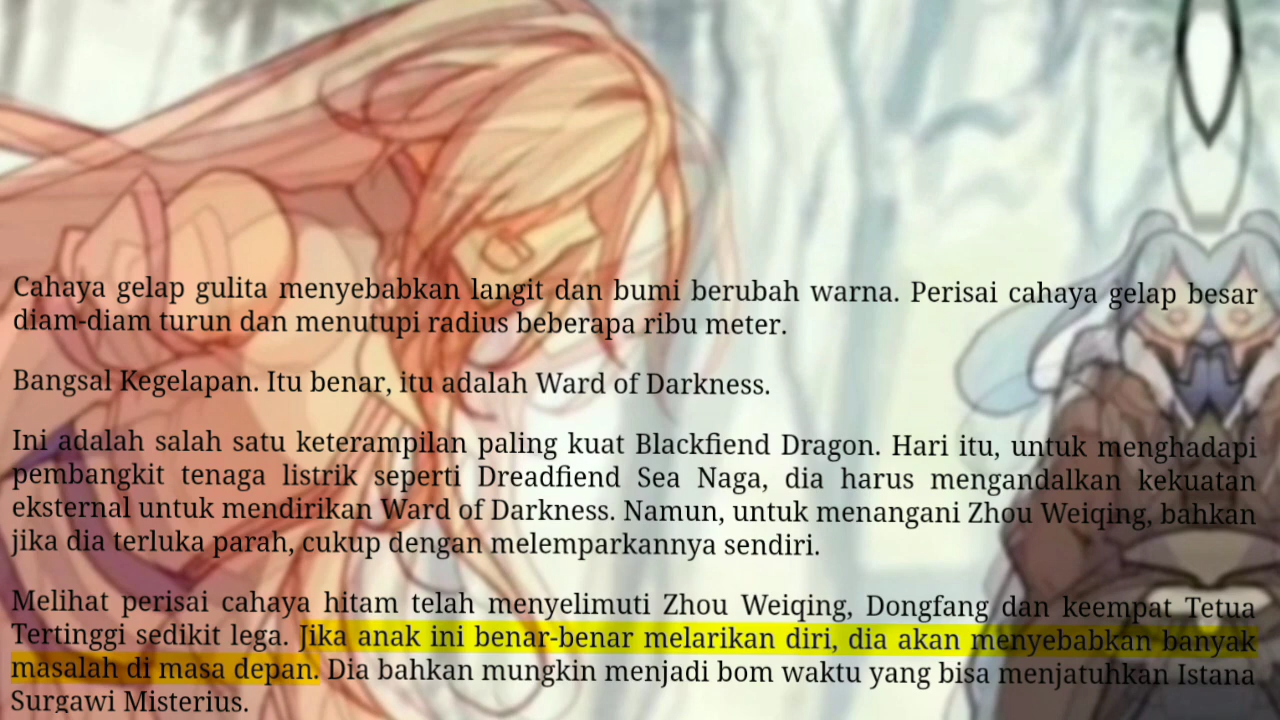 Cahaya gelap gulita menyebabkan langit dan bumi berubah warna. Perisai cahaya gelap besar
diam-diam turun dan menutupi radius beberapa ribu meter.
Bangsal Kegelapan. Itu benar, itu adalah Ward of Darkness.
Ini adalah salah satu keterampilan paling kuat Blackfiend Dragon. Hari itu, untuk menghadapi
pembangkit tenaga listrik seperti Dreadfiend Sea Naga, dia harus mengandalkan kekuatan
eksternal untuk mendirikan Ward of Darkness. Namun, untuk menangani Zhou Weiqing, bahkan
jika dia terluka parah, cukup dengan melemparkannya sendiri.
Melihat perisai cahaya hitam telah menyelimuti Zhou Weiqing, Dongfang dan keempat Tetua
Tertinggi sedikit lega. Jika anak ini benar-benar melarikan diri, dia akan menyebabkan banyak
masalah di masa depan. Dia bahkan mungkin menjadi bom waktu yang bisa menjatuhkan Istana
Surgawi Misterius.